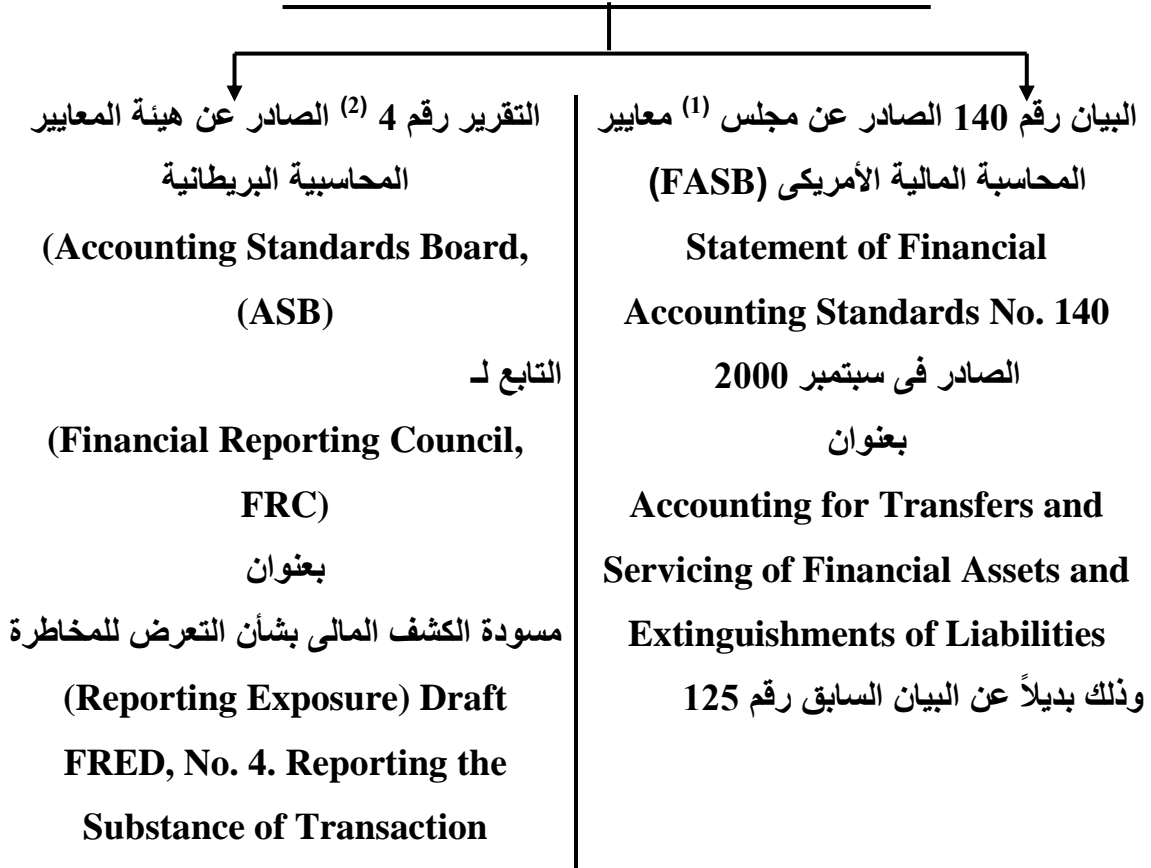 البيان رقم 140 الصادر عن مجلس (1) معايير
المحاسبة المالية الأمريكى (FASB)
Statement of Financial
Accounting Standards No. 140
الصادر فى سبتمبر 2000
بعنوان
Accounting for Transfers and
Servicing of Financial Assets and
Extinguishments of Liabilities
وذلك بديلاً عن البيان السابق رقم 125
التقرير رقم 4 (2) الصادر عن هيئة المعايير
المحاسبية البريطانية
(Accounting Standards Board,
(ASB)
التابع لـ
(Financial Reporting Council,
FRC)
بعنوان
مسودة الكشف المالى بشأن التعرض للمخاطرة
(Reporting Exposure) Draft
FRED, No. 4. Reporting the
Substance of Transaction